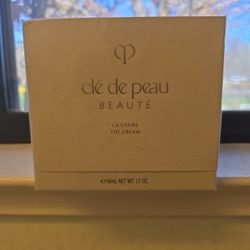 clé de peau
BEAUTÉ
LA CRÈME
THE CREAM
e 50mL NET WT. 1.7 OZ.